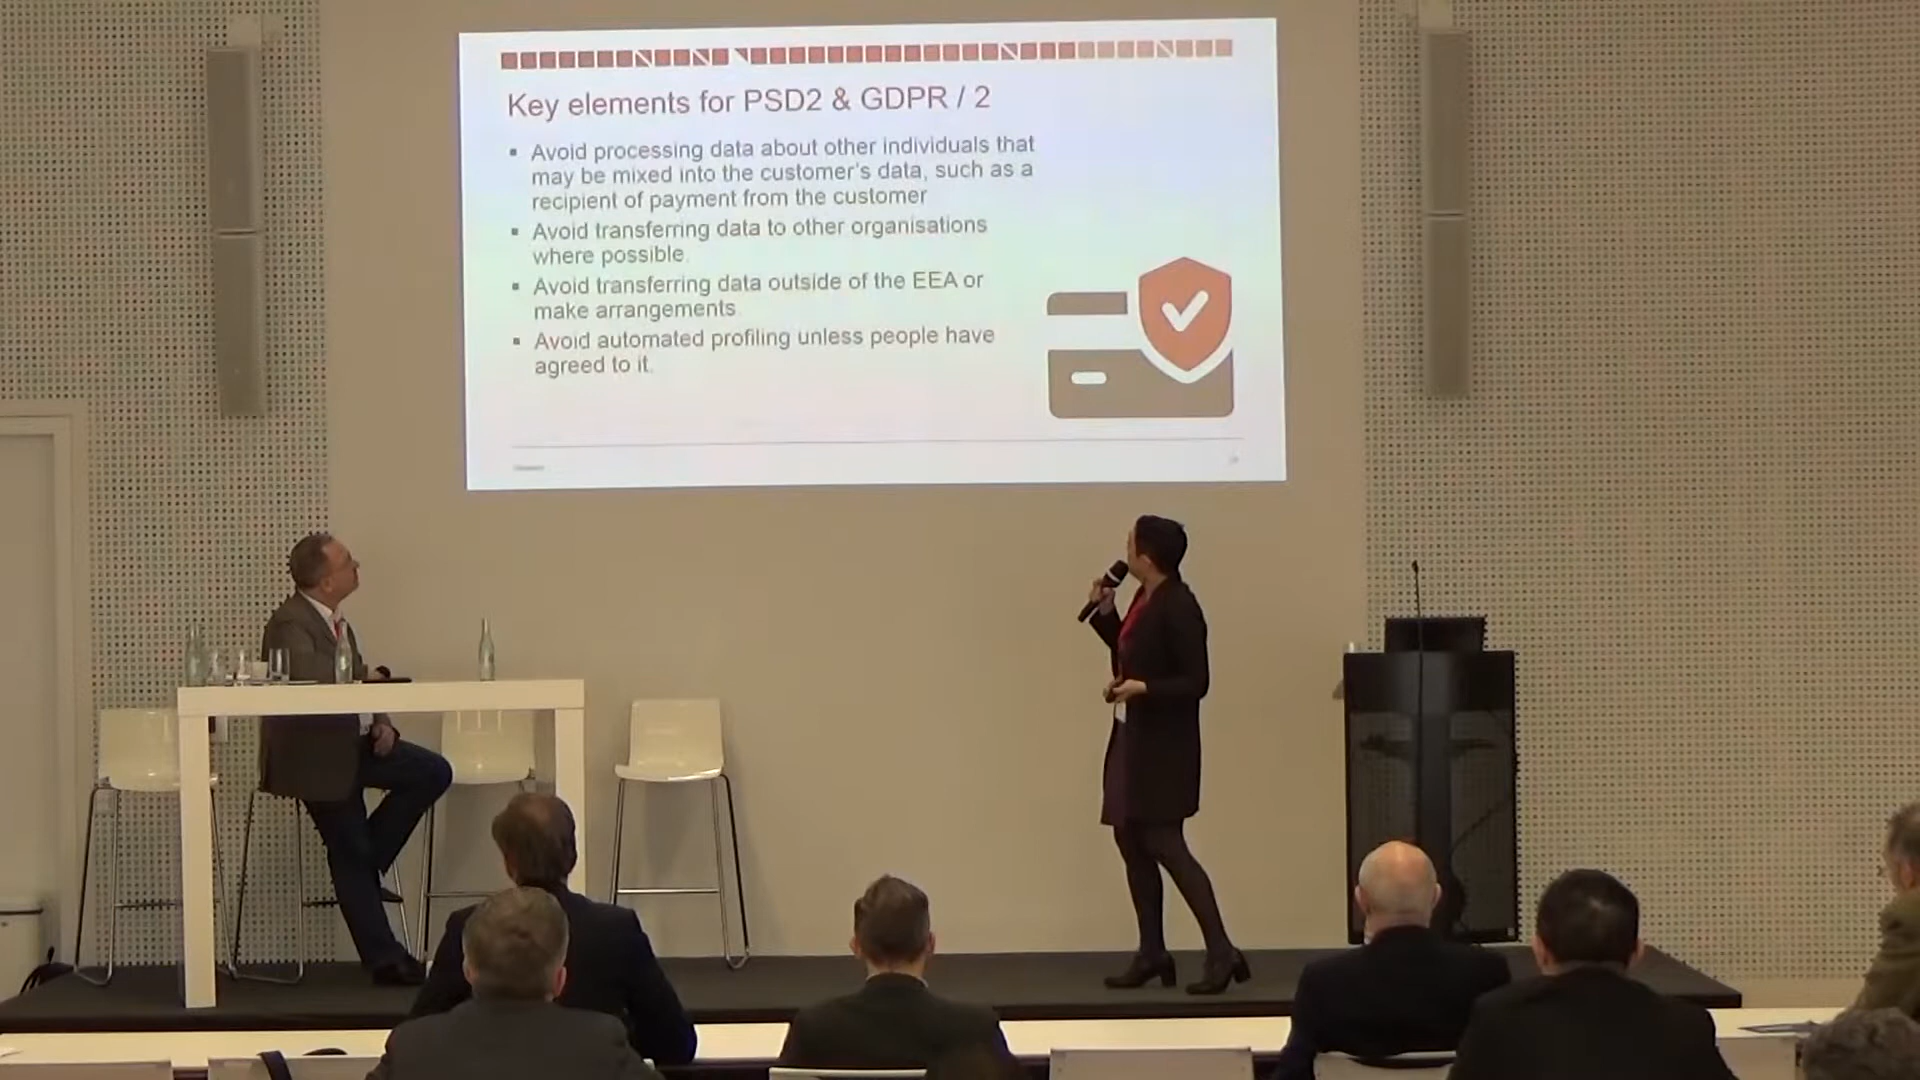 Key elements for PSD2 & GDPR / 2
Avoid processing data about other individuals that
may be mixed into the customer's data, such as a
recipient of payment from the customer
Avoid transferring data to other organisations
where possible.
Avoid transferring data outside of the EEA or
make arrangements
Avoid automated profiling unless people have
agreed to it.